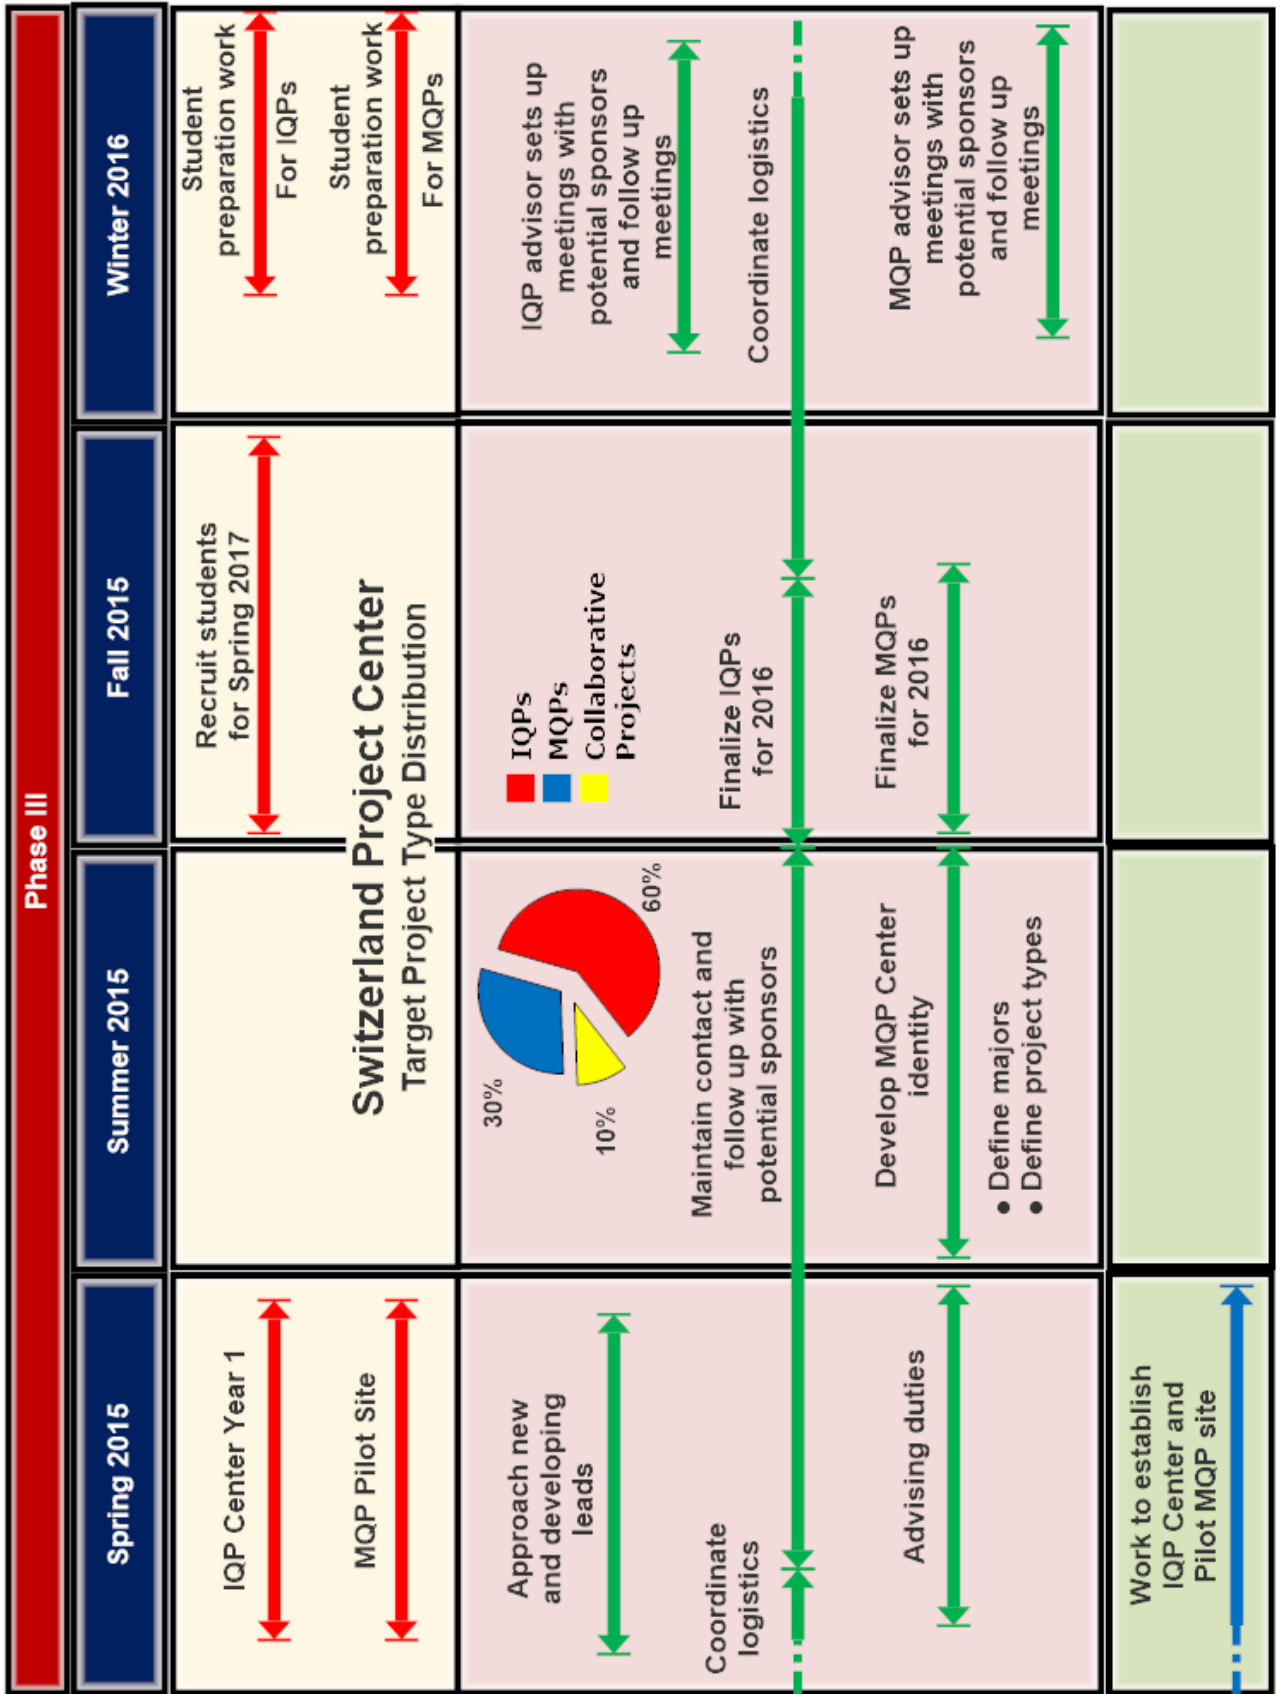 Phase III
Spring 2015
Summer 2015
Fall 2015
Winter 2016
IQP Center Year 1
MQP Pilot Site
Recruit students
for Spring 2017
Student
preparation work
For IQPs
Student
preparation work
For MQPs
Switzerland Project Center
Target Project Type Distribution
30%
10%
60%
IQPs
MQPs
Collaborative
Projects
Approach new
and developing
leads
Coordinate
logistics
Advising duties
Maintain contact and
follow up with
potential sponsors
Develop MQP Center
identity
● Define majors
● Define project types
Finalize IQPs
for 2016
Finalize MQPs
for 2016
IQP advisor sets up
meetings with
potential sponsors
and follow up
meetings
Coordinate logistics
MQP advisor sets up
meetings with
potential sponsors
and follow up
meetings
Work to establish
IQP Center and
Pilot MQP site